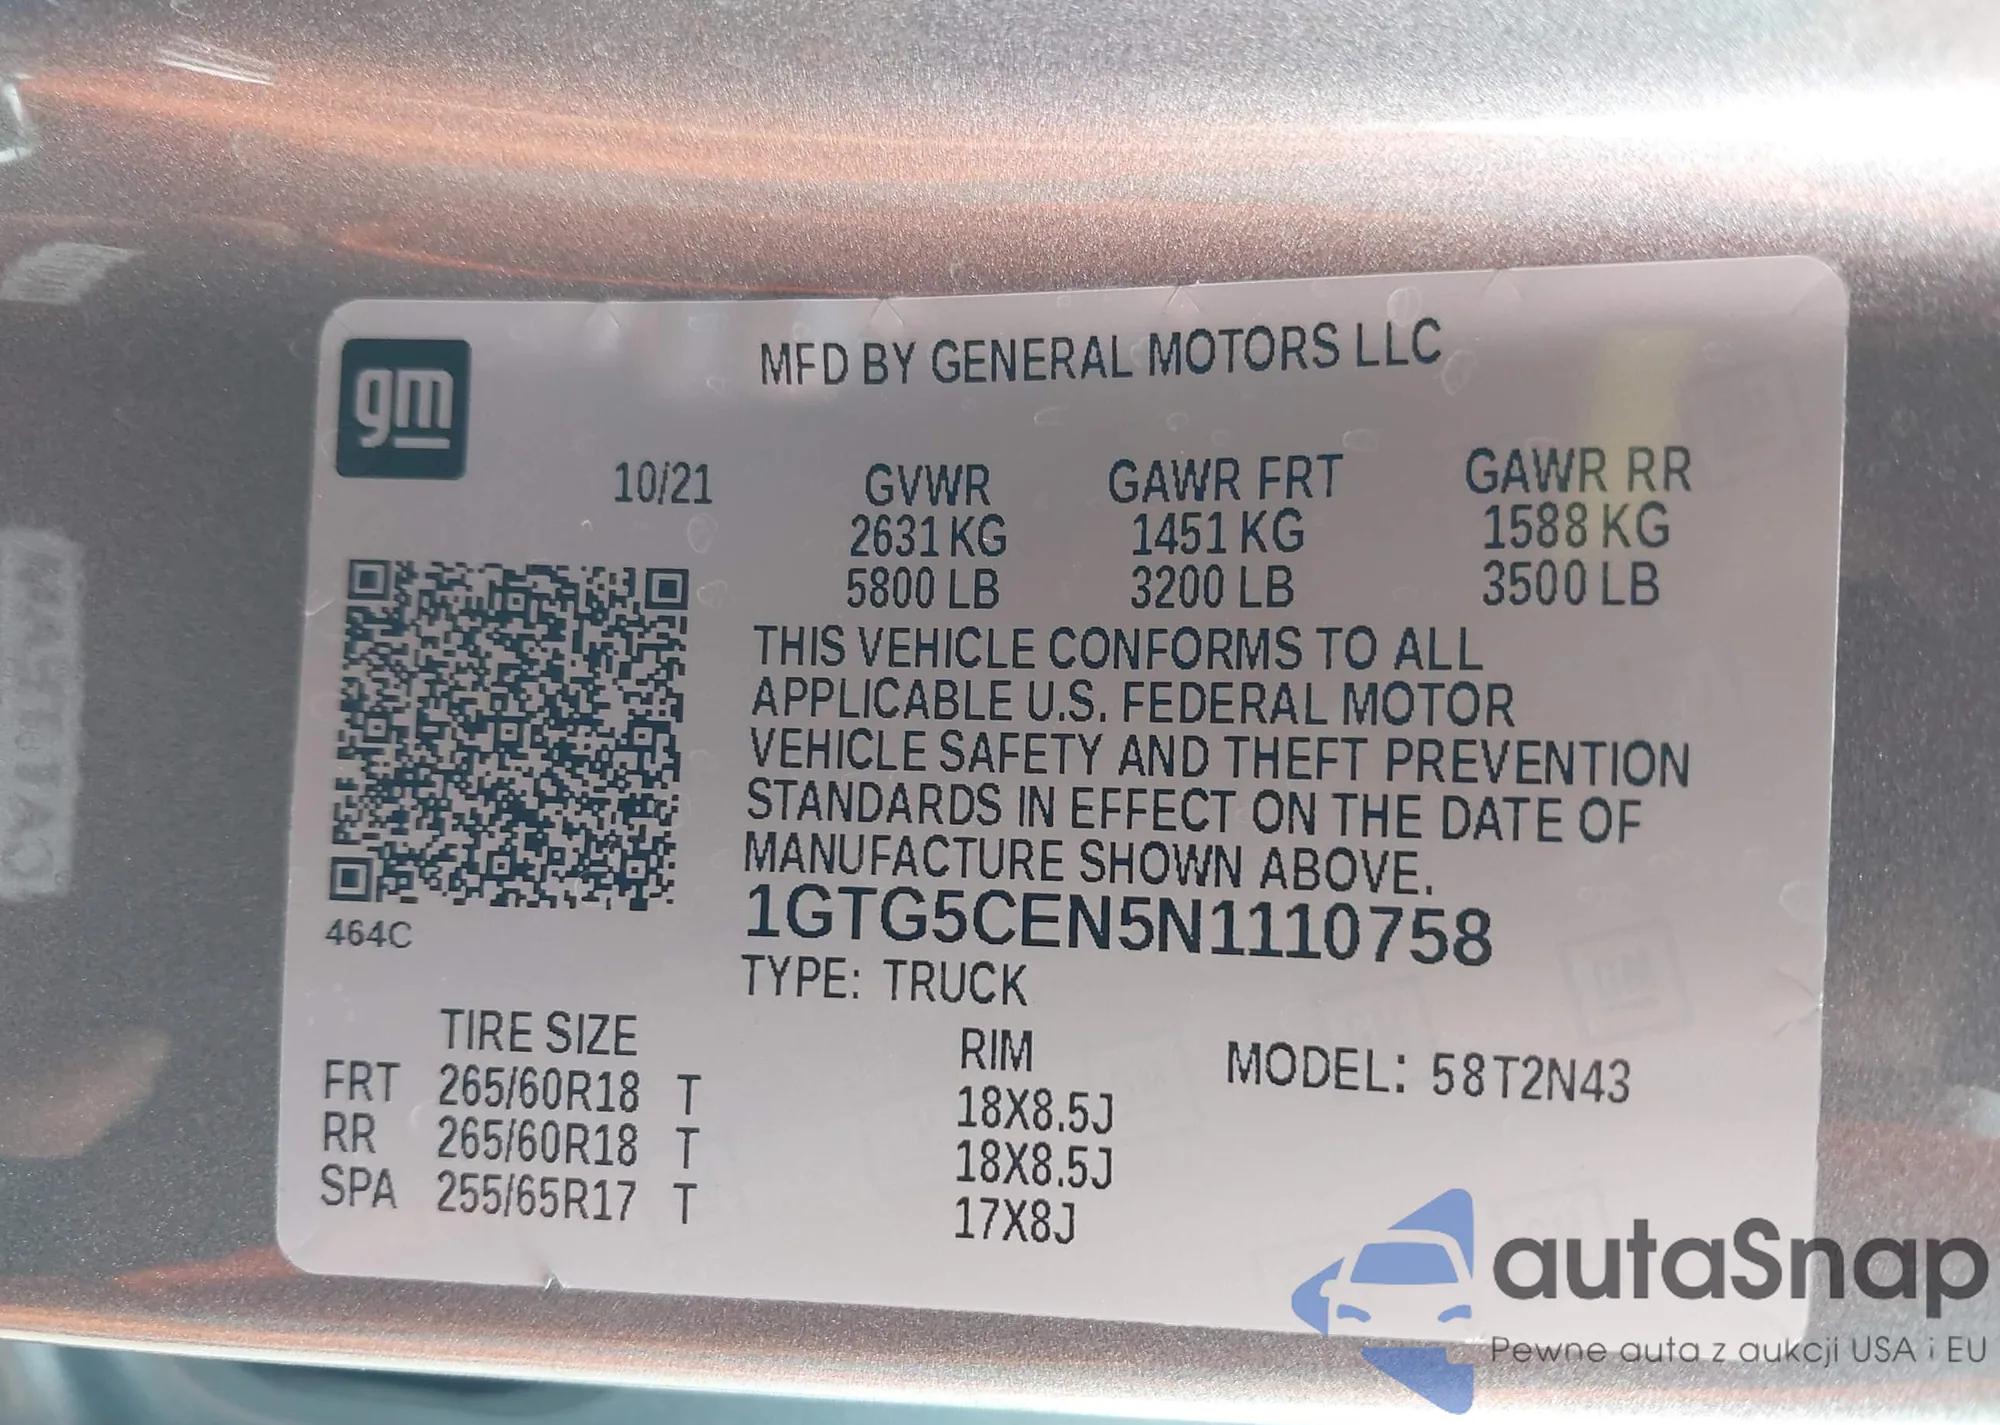 gm
MFD BY GENERAL MOTORS LLC
10/21 GVWR GAWR FRT GAWR RR
2631 KG 1451 KG 1588 KG
5800 LB 3200 LB 3500 LB
THIS VEHICLE CONFORMS TO ALL
APPLICABLE U.S. FEDERAL MOTOR
VEHICLE SAFETY AND THEFT PREVENTION
STANDARDS IN EFFECT ON THE DATE OF
MANUFACTURE SHOWN ABOVE.
1GTG5CEN5N1110758
464C
TYPE: TRUCK
TIRE SIZE RIM MODEL: 58T2N43
FRT 265/60R18 T 18X8.5J
RR 265/60R18 T 18X8.5J
SPA 255/65R17 T 17X8J
autaSnap
Pewne auta z aukcji USA i EU